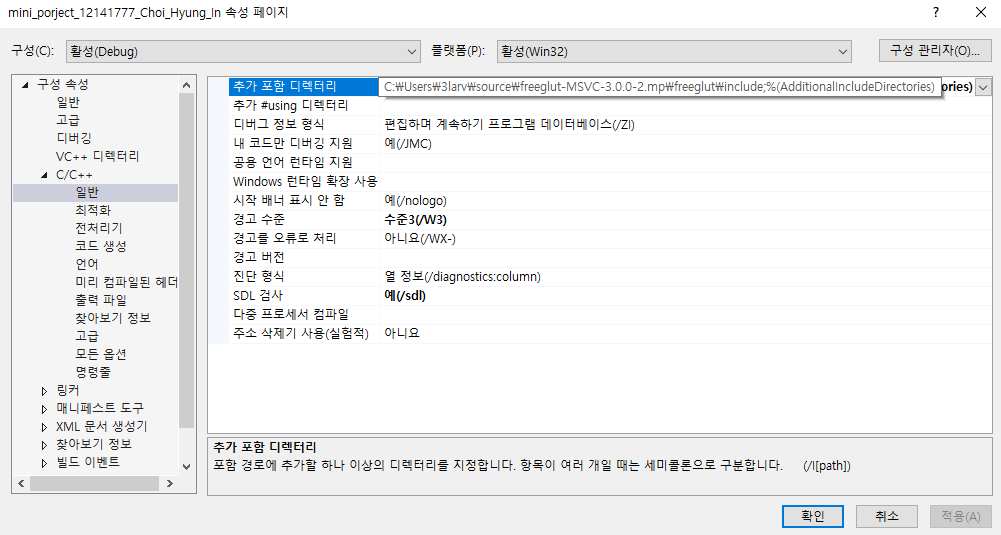 mini_porject_12141777_Choi_Hyung_In 속성 페이지
구성(C): 활성(Debug) 플랫폼(P): 활성(Win32) 구성 관리자(O)...
구성 속성
일반
고급
디버깅
VC++ 디렉터리
C/C++
일반
최적화
전처리기
코드 생성
언어
미리 컴파일된 헤더
출력 파일
찾아보기 정보
고급
모든 옵션
명령줄
링커
매니페스트 도구
XML 문서 생성기
찾아보기 정보
빌드 이벤트
추가 포함 디렉터리 C:₩Users₩3larv₩source₩freeglut-MSVC-3.0.0-2.mp₩freeglut₩include;%(AdditionalIncludeDirectories) ories)
추가 #using 디렉터리
디버그 정보 형식 편집하며 계속하기 프로그램 데이터베이스(/ZI)
내 코드만 디버깅 지원 예(/JMC)
공용 언어 런타임 지원
Windows 런타임 확장 사용
시작 배너 표시 안 함 예(/nologo)
경고 수준 수준3(/W3)
경고를 오류로 처리 아니요(/WX-)
경고 버전
진단 형식 열 정보(/diagnostics:column)
SDL 검사 예(/sdl)
다중 프로세서 컴파일
주소 삭제기 사용(실험적) 아니요
추가 포함 디렉터리
포함 경로에 추가할 하나 이상의 디렉터리를 지정합니다. 항목이 여러 개일 때는 세미콜론으로 구분합니다. (/I[path])
확인 취소 적용(A)